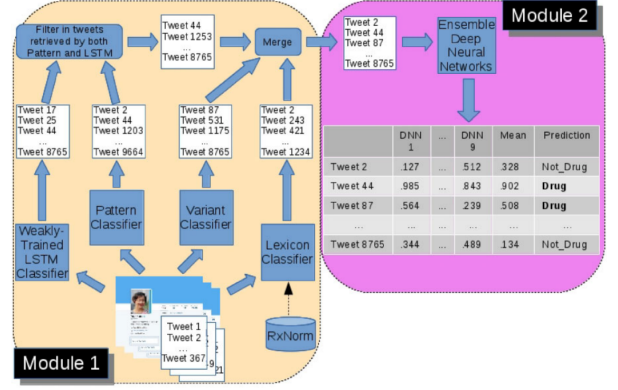 Module 2
Filter in tweets
retrieved by both
Pattern and LSTM
Tweet 44
Tweet 1253
...
Tweet 8765
Merge
Tweet 2
Tweet 44
Tweet 87
...
Tweet 8765
Ensemble
Deep
Neural
Networks
Tweet 17
Tweet 25
Tweet 44
...
Tweet 8765
Tweet 2
Tweet 44
Tweet 1203
...
Tweet 9664
Tweet 87
Tweet 531
Tweet 1175
...
Tweet 8765
Tweet 2
Tweet 243
Tweet 421
...
Tweet 1234
DNN 1 ... DNN 9 Mean Prediction
Tweet 2 .127 ... .512 .328 Not_Drug
Tweet 44 .985 ... .843 .902 Drug
Tweet 87 .564 ... .239 .508 Drug
... ... ... ... ... ...
Tweet 8765 .344 ... .489 .134 Not_Drug
Weakly-
Trained
LSTM
Classifier
Pattern
Classifier
Variant
Classifier
Lexicon
Classifier
Tweet 1
Tweet 2
...
Tweet 367
-9
21
RxNorm
Module 1